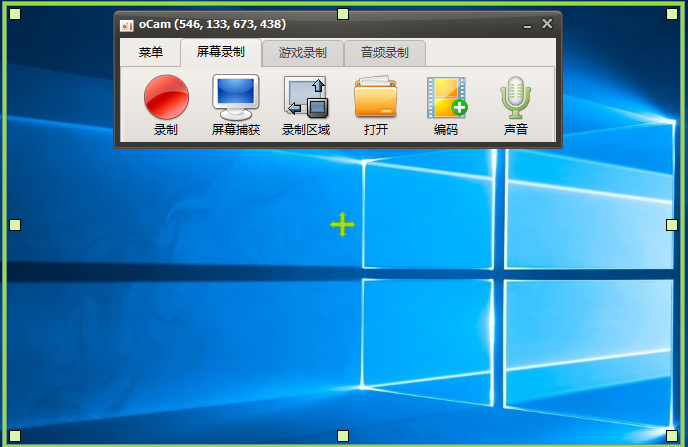 oCam (546, 133, 673, 438)
菜单 屏幕录制 游戏录制 音频录制
录制 屏幕捕获 录制区域 打开 编码 声音